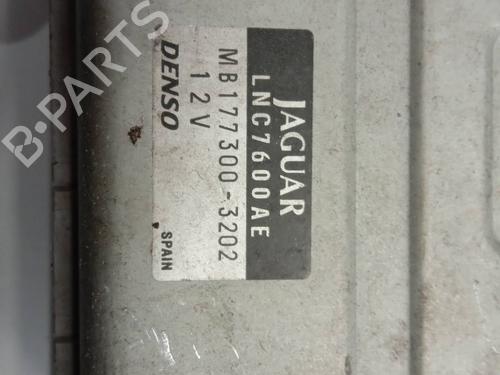 JAGUAR
LNC7600AE
MB177300-3202
12V
DENSO
SPAIN
B-PARTS